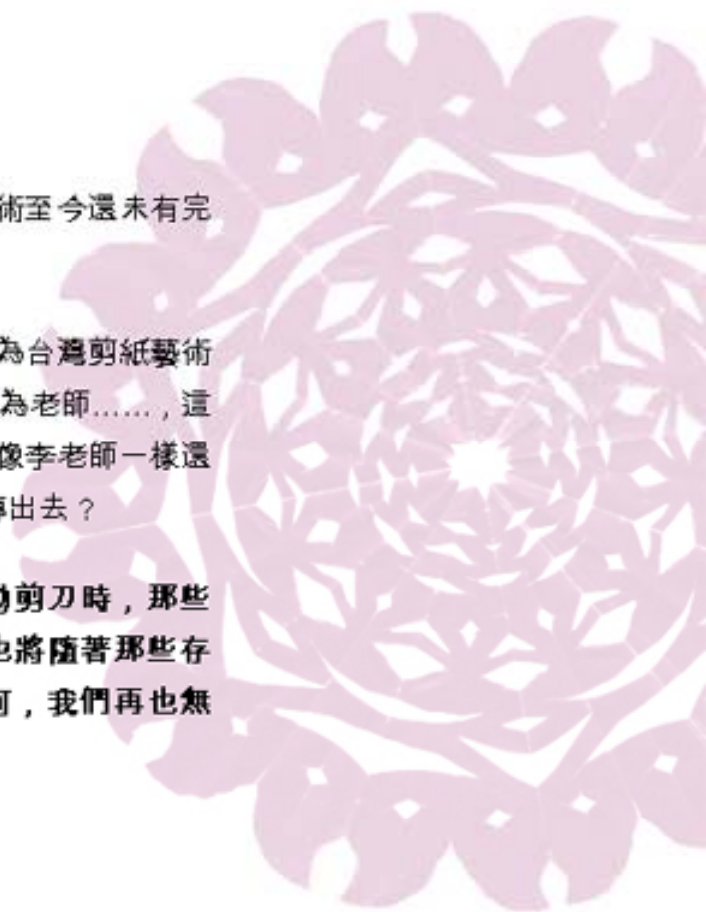 術至今還未有完
為台灣剪紙藝術
為老師……，這
像李老師一樣還
出去？
剪刀時，那些
將隨著那些存
，我們再也無